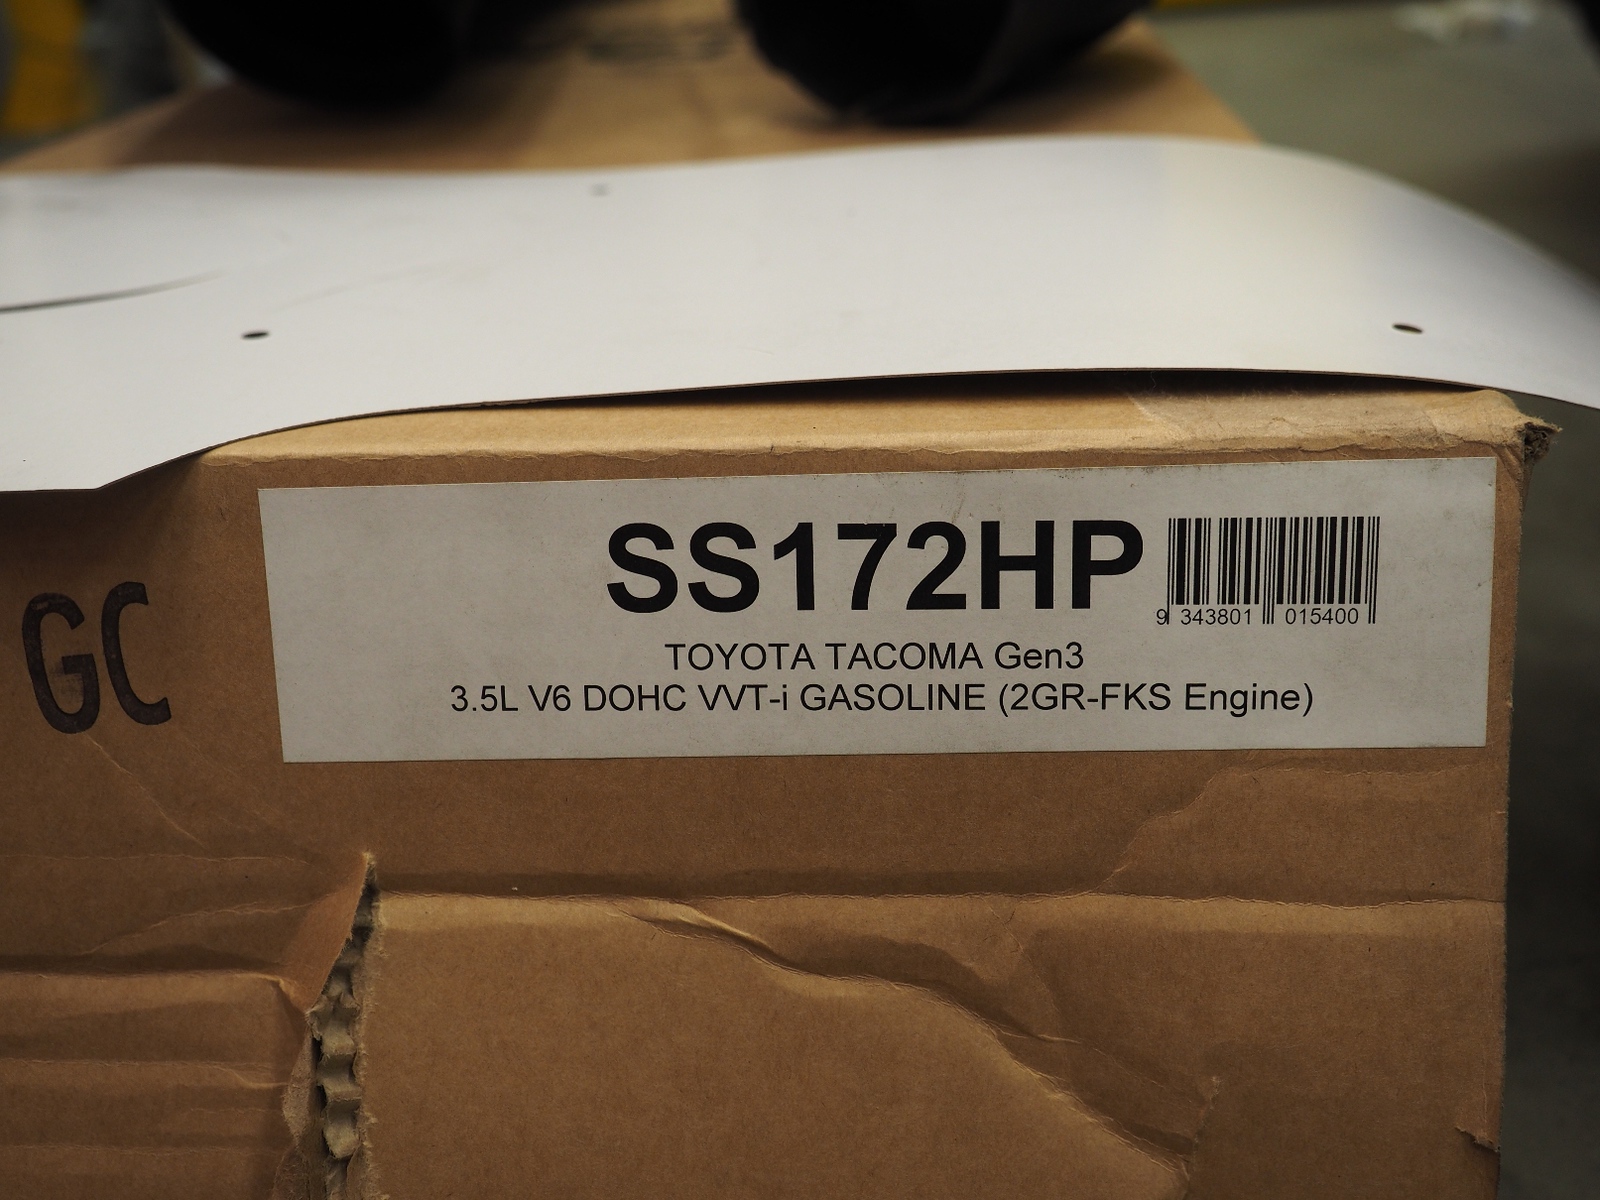 SS172HP
9 343801 015400
TOYOTA TACOMA Gen3
3.5L V6 DOHC VVT-i GASOLINE (2GR-FKS Engine)
GC